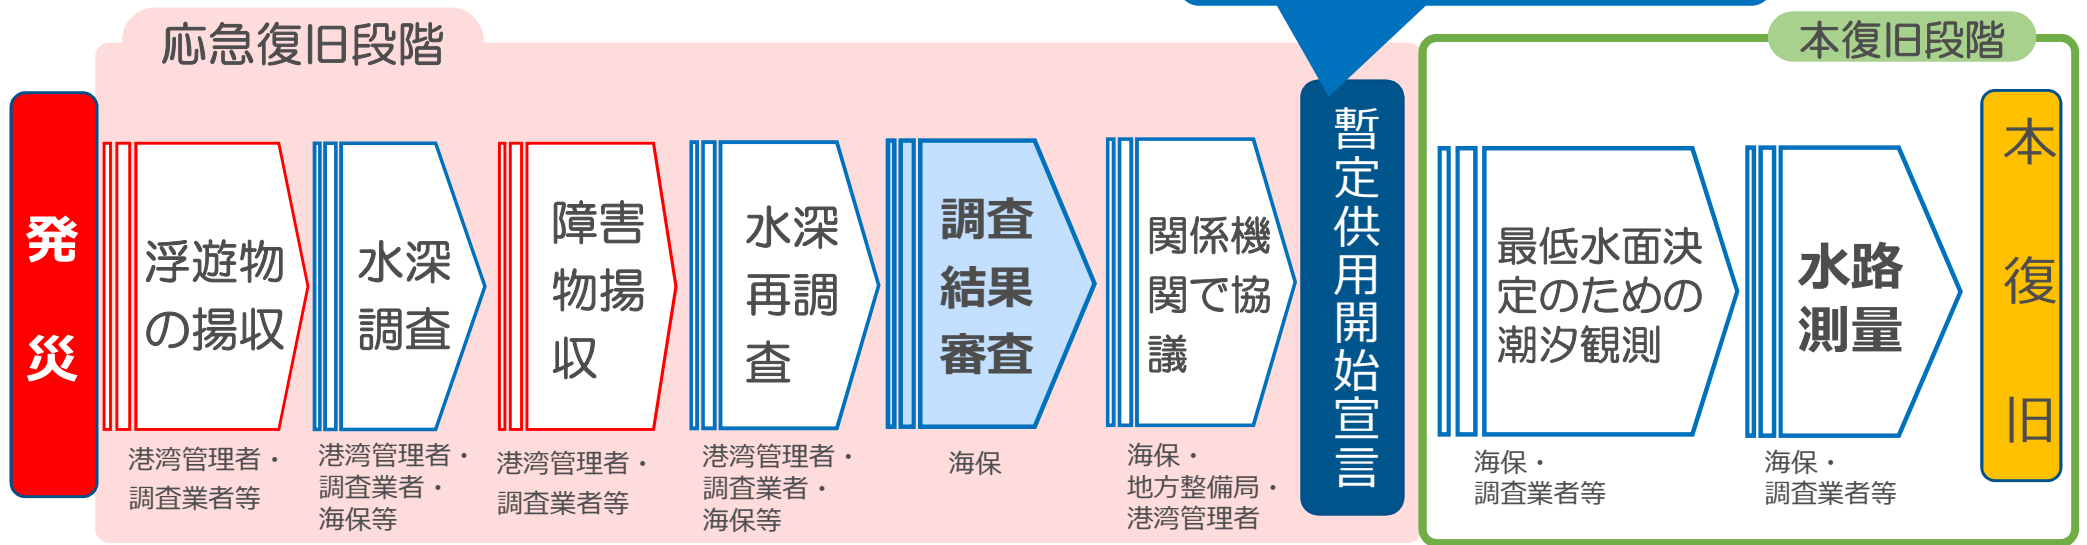 応急復旧段階
本復旧段階
発
災
浮遊物
の揚収
港湾管理者・
調査業者等
水深
調査
港湾管理者・
調査業者・
海保等
障害
物揚
収
港湾管理者・
調査業者等
水深
再調
査
港湾管理者・
調査業者・
海保等
調査
結果
審査
海保
関係機
関で協
議
海保・
地方整備局・
港湾管理者
暫定供用開始宣言
最低水面決
定のための
潮汐観測
海保・
調査業者等
水路
測量
海保・
調査業者等
本
復
旧